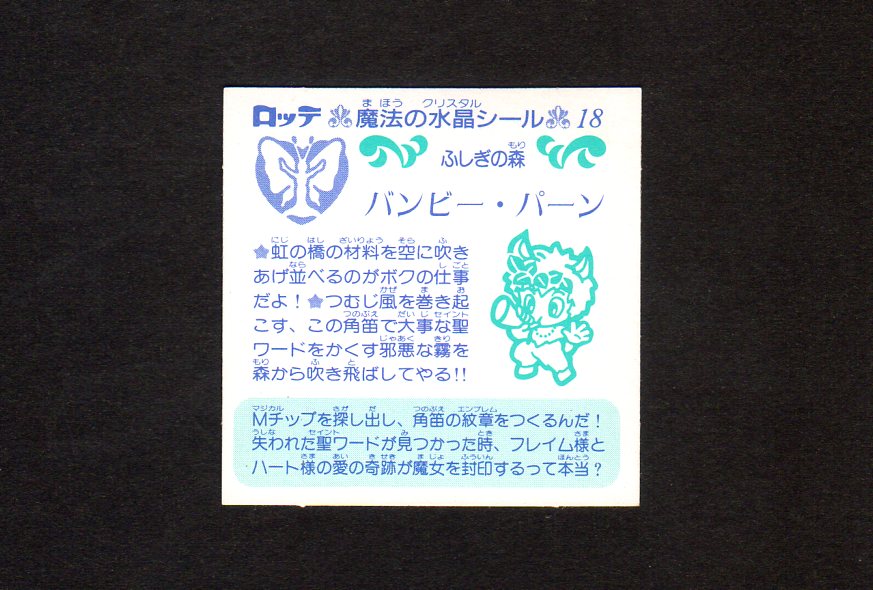 ロッテ 魔法の水晶シール 18
ふしぎの森
バンビー・パーン
★虹の橋の材料を空に吹き
あげ並べるのがボクの仕事
だよ！★つむじ風を巻き起
こす、この角笛で大事な聖
ワードをかくす邪悪な霧を
森から吹き飛ばしてやる!!
Mチップを探し出し、角笛の紋章をつくるんだ！
失われた聖ワードが見つかった時、フレイム様と
ハート様の愛の奇跡が魔女を封印するって本当？